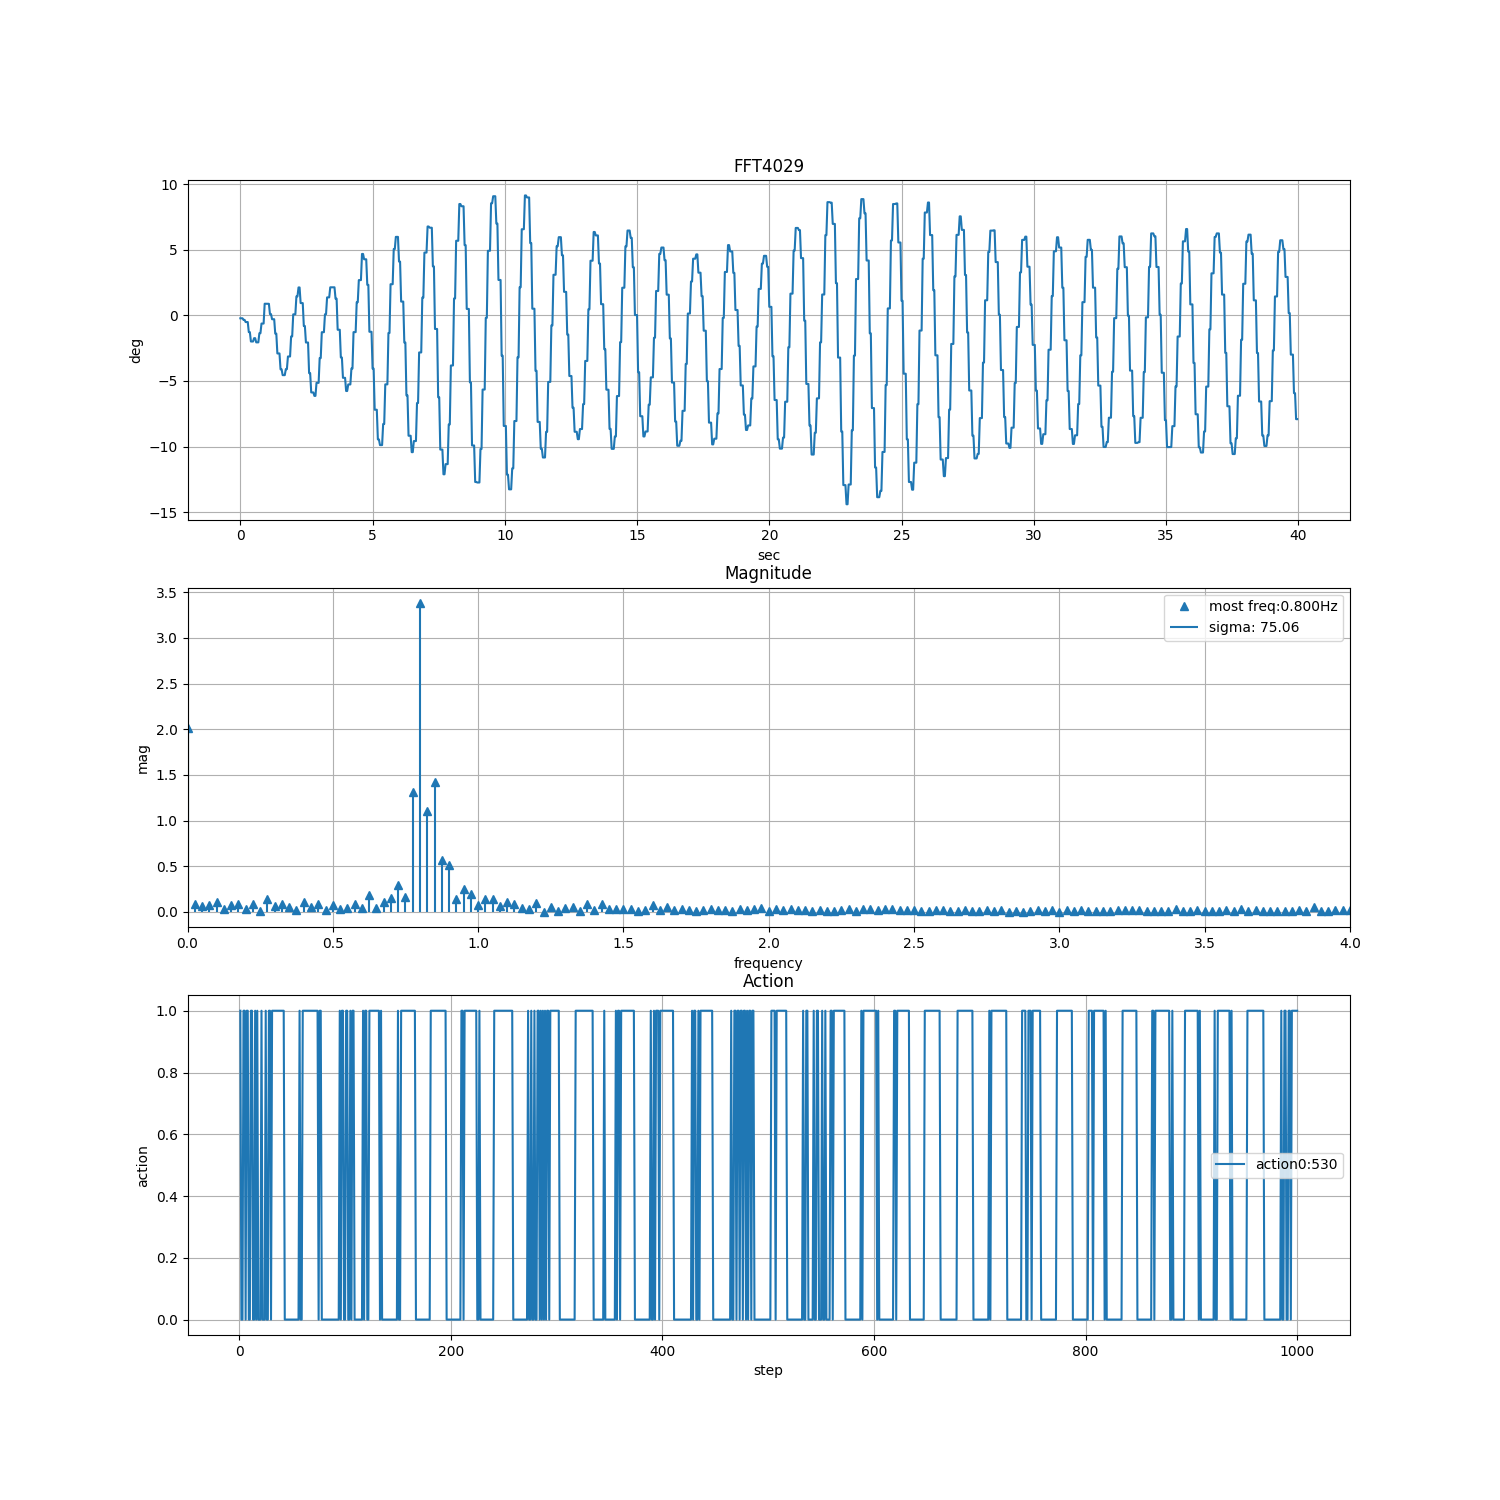 FFT4029
10
5
0
−5
−10
−15
deg
0 5 10 15 20 25 30 35 40
sec
Magnitude
3.5
3.0
2.5
2.0
1.5
1.0
0.5
0.0
mag
most freq:0.800Hz
sigma: 75.06
0.0 0.5 1.0 1.5 2.0 2.5 3.0 3.5 4.0
frequency
Action
1.0
0.8
0.6
0.4
0.2
0.0
action
action0:530
0 200 400 600 800 1000
step